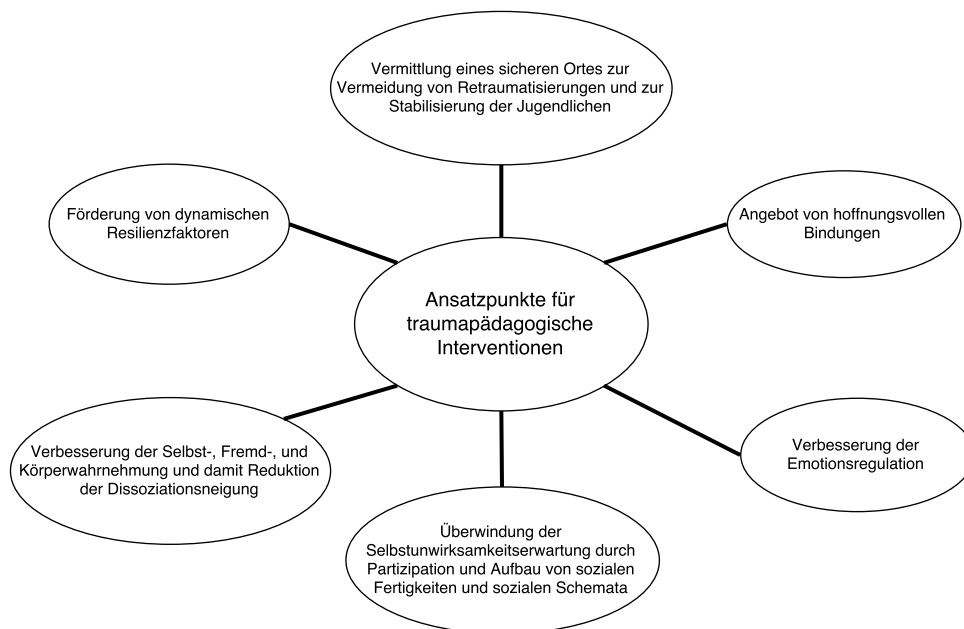 Vermittlung eines sicheren Ortes zur
Vermeidung von Retraumatisierungen und zur
Stabilisierung der Jugendlichen
Förderung von dynamischen
Resilienzfaktoren
Angebot von hoffnungsvollen
Bindungen
Ansatzpunkte für
traumapädagogische
Interventionen
Verbesserung der Selbst-, Fremd-, und
Körperwahrnehmung und damit Reduktion
der Dissoziationsneigung
Verbesserung der
Emotionsregulation
Überwindung der
Selbstunwirksamkeitserwartung durch
Partizipation und Aufbau von sozialen
Fertigkeiten und sozialen Schemata